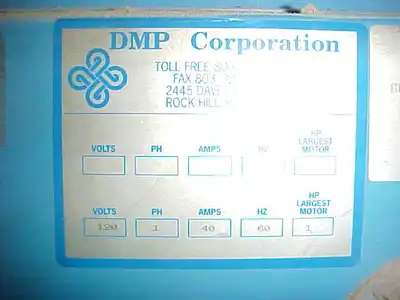 DMP Corporation
TOLL FREE
FAX 803
2445 DAVE
ROCK HILL
VOLTS PH AMPS HZ HP LARGEST MOTOR
VOLTS PH AMPS HZ HP LARGEST MOTOR
120 1 40 60 1